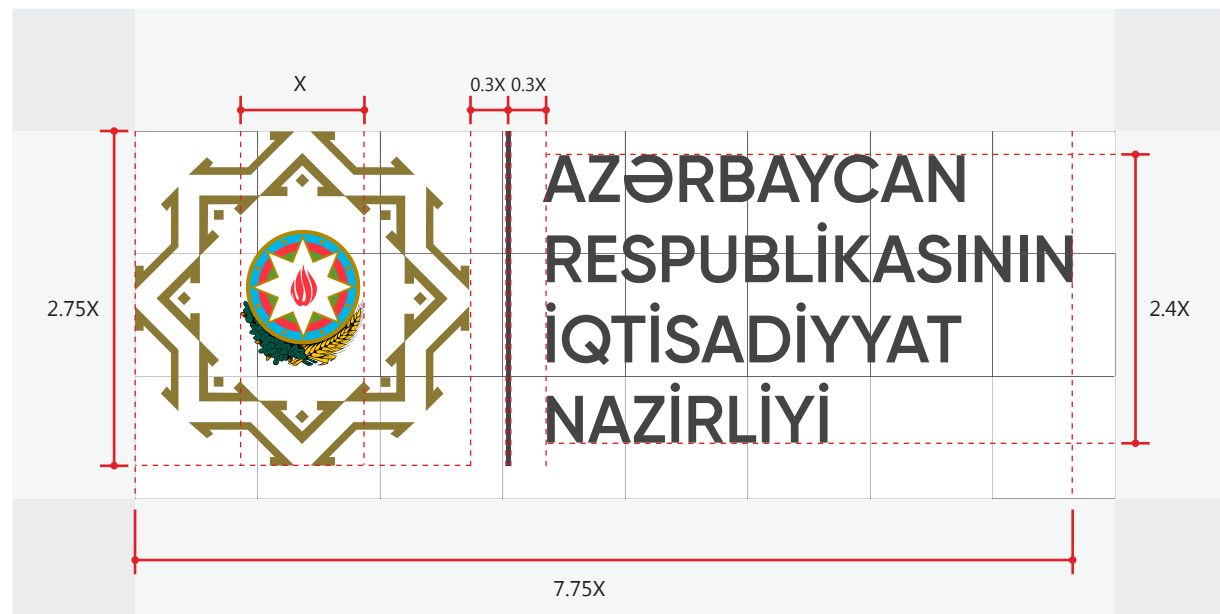 X
0.3X 0.3X
AZƏRBAYCAN
RESPUBLİKASININ
İQTİSADİYYAT
NAZİRLİYİ
2.75X
2.4X
7.75X